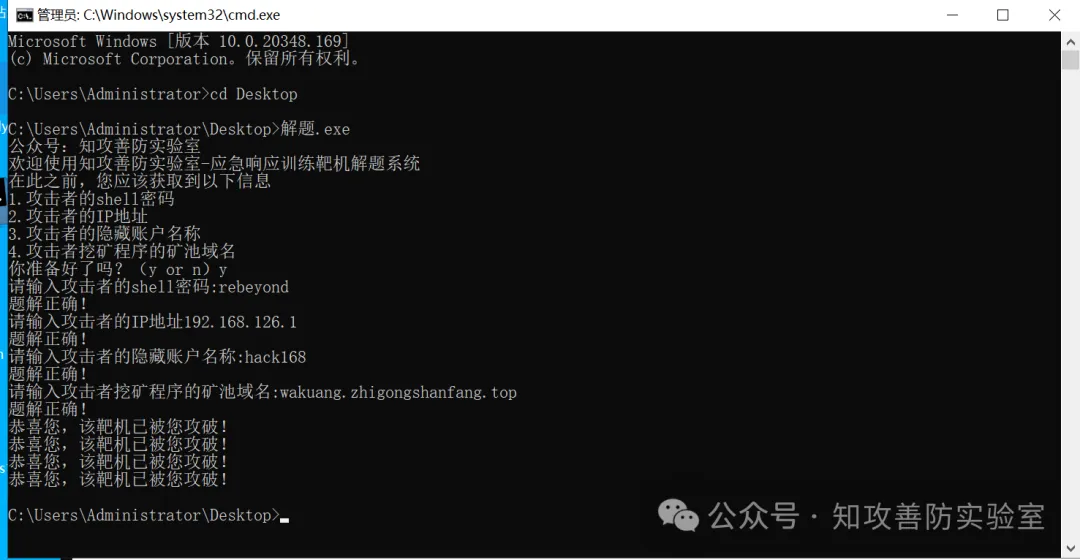 管理员: C:\Windows\system32\cmd.exe
Microsoft Windows [版本 10.0.20348.169]
(c) Microsoft Corporation。保留所有权利。
C:\Users\Administrator>cd Desktop
C:\Users\Administrator\Desktop>解题.exe
公众号：知攻善防实验室
欢迎使用知攻善防实验室-应急响应训练靶机解题系统
在此之前，您应该获取到以下信息
1.攻击者的shell密码
2.攻击者的IP地址
3.攻击者的隐藏账户名称
4.攻击者挖矿程序的矿池域名
你准备好了吗？（y or n）y
请输入攻击者的shell密码:rebeyond
题解正确!
请输入攻击者的IP地址192.168.126.1
题解正确!
请输入攻击者的隐藏账户名称:hack168
题解正确!
请输入攻击者挖矿程序的矿池域名:wakuang.zhigongshanfang.top
题解正确!
恭喜您，该靶机已被您攻破!
恭喜您，该靶机已被您攻破!
恭喜您，该靶机已被您攻破!
恭喜您，该靶机已被您攻破!
C:\Users\Administrator\Desktop>
公众号 · 知攻善防实验室